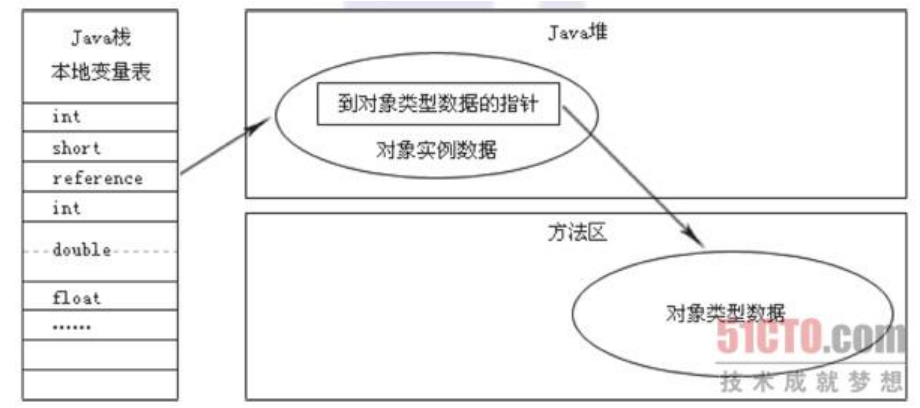 Java栈
本地变量表
int
short
reference
int
double
float
……
Java堆
到对象类型数据的指针
对象实例数据
方法区
对象类型数据
51CTO.com
技术成就梦想